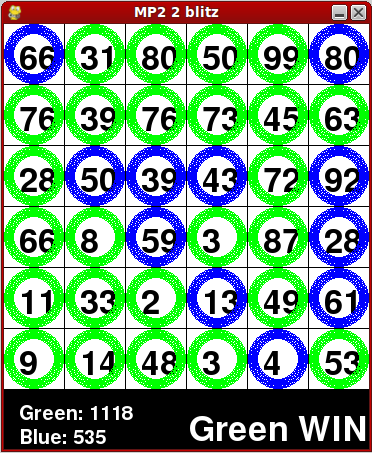 MP2 2 blitz
66 31 80 50 99 80
76 39 76 73 45 63
28 50 39 43 72 92
66 8 59 3 87 28
11 33 2 13 49 61
9 14 48 3 4 53
Green: 1118
Blue: 535
Green WIN